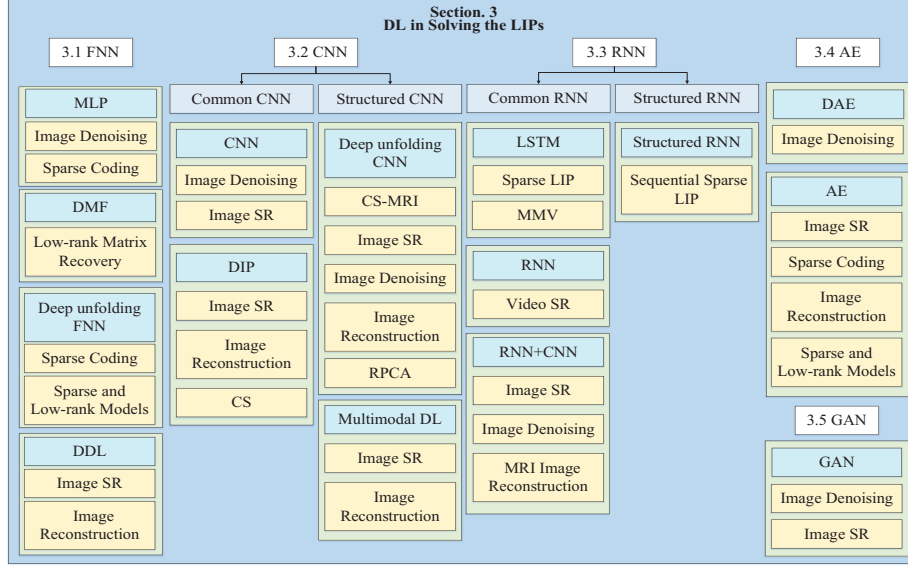 Section. 3
DL in Solving the LIPs
3.1 FNN
MLP
Image Denoising
Sparse Coding
DMF
Low-rank Matrix
Recovery
Deep unfolding
FNN
Sparse Coding
Sparse and
Low-rank Models
DDL
Image SR
Image
Reconstruction
3.2 CNN
Common CNN
CNN
Image Denoising
Image SR
DIP
Image SR
Image
Reconstruction
CS
Structured CNN
Deep unfolding
CNN
CS-MRI
Image SR
Image Denoising
Image
Reconstruction
RPCA
Multimodal DL
Image SR
Image
Reconstruction
3.3 RNN
Common RNN
LSTM
Sparse LIP
MMV
RNN
Video SR
RNN+CNN
Image SR
Image Denoising
MRI Image
Reconstruction
Structured RNN
Structured RNN
Sequential Sparse
LIP
3.4 AE
DAE
Image Denoising
AE
Image SR
Sparse Coding
Image
Reconstruction
Sparse and
Low-rank Models
3.5 GAN
GAN
Image Denoising
Image SR